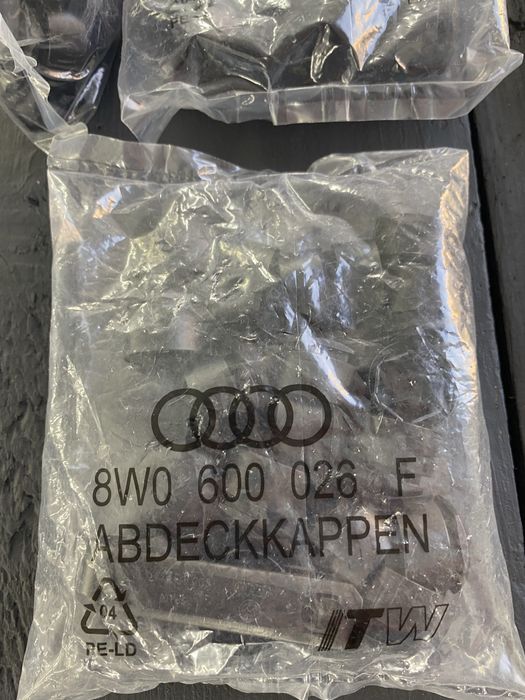 8W0 600 026 F
ABDECKKAPPEN
04
PE-LD
ITW